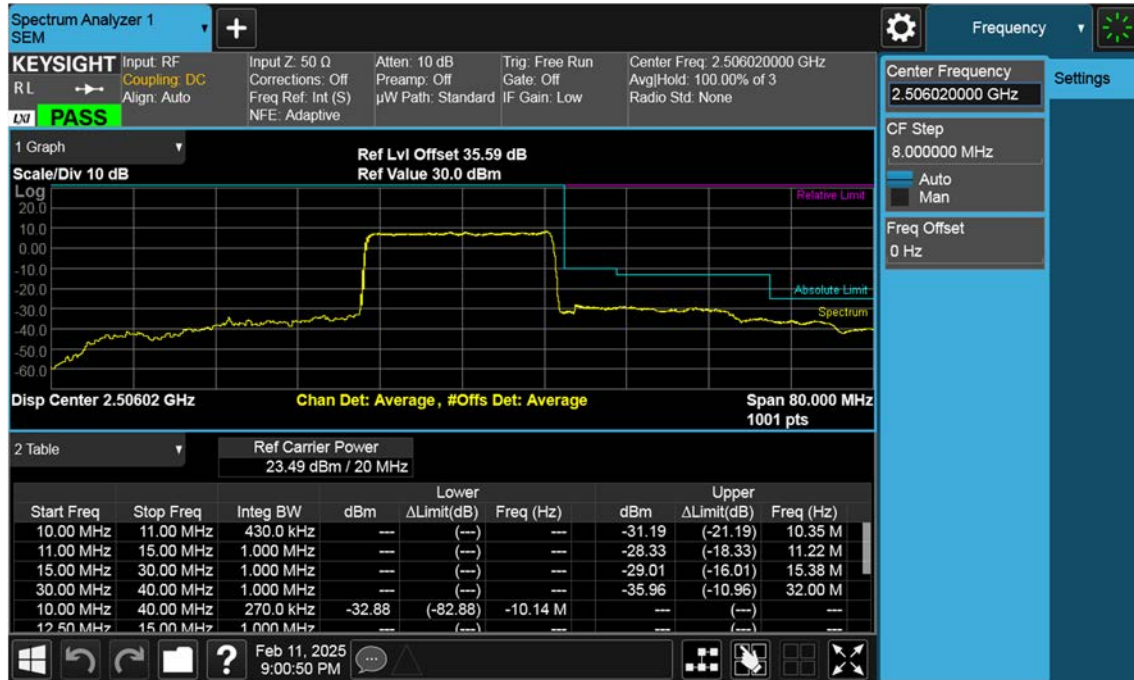 Spectrum Analyzer 1
SEM
Frequency
KEYSIGHT
R L
LXI PASS
Input: RF
Coupling: DC
Align: Auto
Input Z: 50 Ω
Corrections: Off
Freq Ref: Int (S)
NFE: Adaptive
Atten: 10 dB
Preamp: Off
µW Path: Standard
Trig: Free Run
Gate: Off
IF Gain: Low
Center Freq: 2.506020000 GHz
Avg|Hold: 100.00% of 3
Radio Std: None
Center Frequency
2.506020000 GHz
Settings
CF Step
8.000000 MHz
Auto
Man
Freq Offset
0 Hz
1 Graph
Scale/Div 10 dB
Ref Lvl Offset 35.59 dB
Ref Value 30.0 dBm
Log
Relative Limit
20.0
10.0
0.00
-10.0
-20.0
Absolute Limit
-30.0
Spectrum
-40.0
-50.0
-60.0
Disp Center 2.50602 GHz
Chan Det: Average, #Offs Det: Average
Span 80.000 MHz
1001 pts
2 Table
Ref Carrier Power
23.49 dBm / 20 MHz
Lower Upper
Start Freq Stop Freq Integ BW dBm ΔLimit(dB) Freq (Hz) dBm ΔLimit(dB) Freq (Hz)
10.00 MHz 11.00 MHz 430.0 kHz --- (---) --- -31.19 (-21.19) 10.35 M
11.00 MHz 15.00 MHz 1.000 MHz --- (---) --- -28.33 (-18.33) 11.22 M
15.00 MHz 30.00 MHz 1.000 MHz --- (---) --- -29.01 (-16.01) 15.38 M
30.00 MHz 40.00 MHz 1.000 MHz --- (---) --- -35.96 (-10.96) 32.00 M
10.00 MHz 40.00 MHz 270.0 kHz -32.88 (-82.88) -10.14 M --- (---) ---
12.50 MHz 15.00 MHz 1.000 MHz --- (---) --- --- (---) ---
Feb 11, 2025
9:00:50 PM